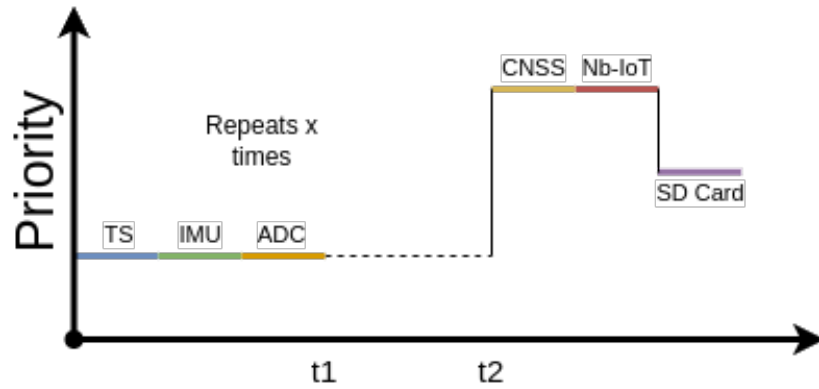 CNSS Nb-IoT
Repeats x
times
Priority
SD Card
TS IMU ADC
t1 t2